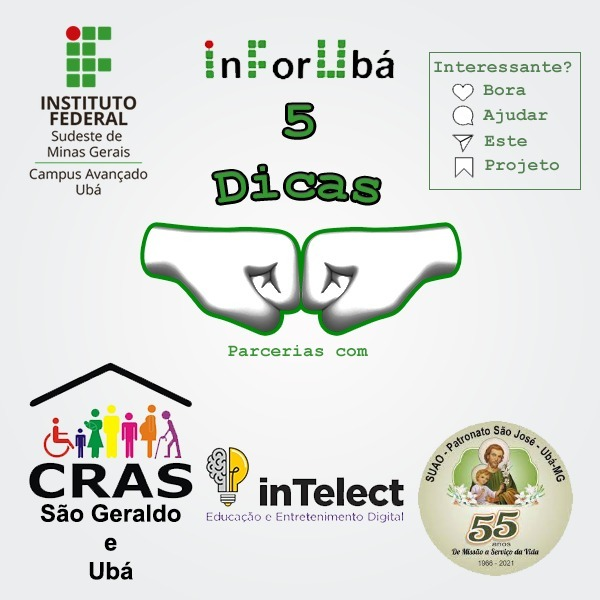 INSTITUTO
FEDERAL
Sudeste de
Minas Gerais
Campus Avançado
Ubá
inForUbá
5
Dicas
Interessante?
Bora
Ajudar
Este
Projeto
Parcerias com
CRAS
São Geraldo
e
Ubá
inTelect
Educação e Entretenimento Digital
SUAO - Patronato São José - Ubá-MG
55
anos
De Missão a Serviço da Vida
1966 - 2021